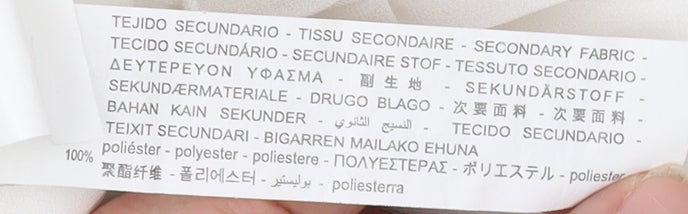 TEJIDO SECUNDARIO - TISSU SECONDAIRE - SECONDARY FABRIC -
TECIDO SECUNDÁRIO - SECUNDAIRE STOF - TESSUTO SECONDARIO -
ΔΕΥΤΕΡΕΥΟΝ ΥΦΑΣΜΑ - 副生地 - SEKUNDÄRSTOFF -
SEKUNDÆRMATERIALE - DRUGO BLAGO - 次要面料 - 次要面料 -
BAHAN KAIN SEKUNDER - النسيج الثانوي - TECIDO SECUNDARIO -
TEIXIT SECUNDARI - BIGARREN MAILAKO EHUNA
100% poliéster - polyester - poliestere - ΠΟΛΥΕΣΤΕΡΑΣ - ポリエステル - poliester
聚酯纤维 - 폴리에스터 - بوليستير - poliesterra